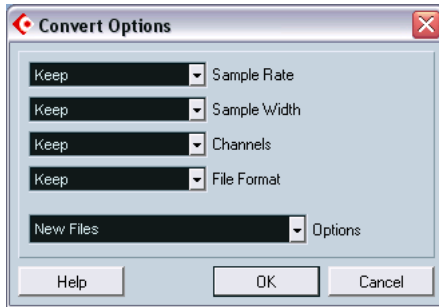 Convert Options
Keep Sample Rate
Keep Sample Width
Keep Channels
Keep File Format
New Files Options
Help OK Cancel